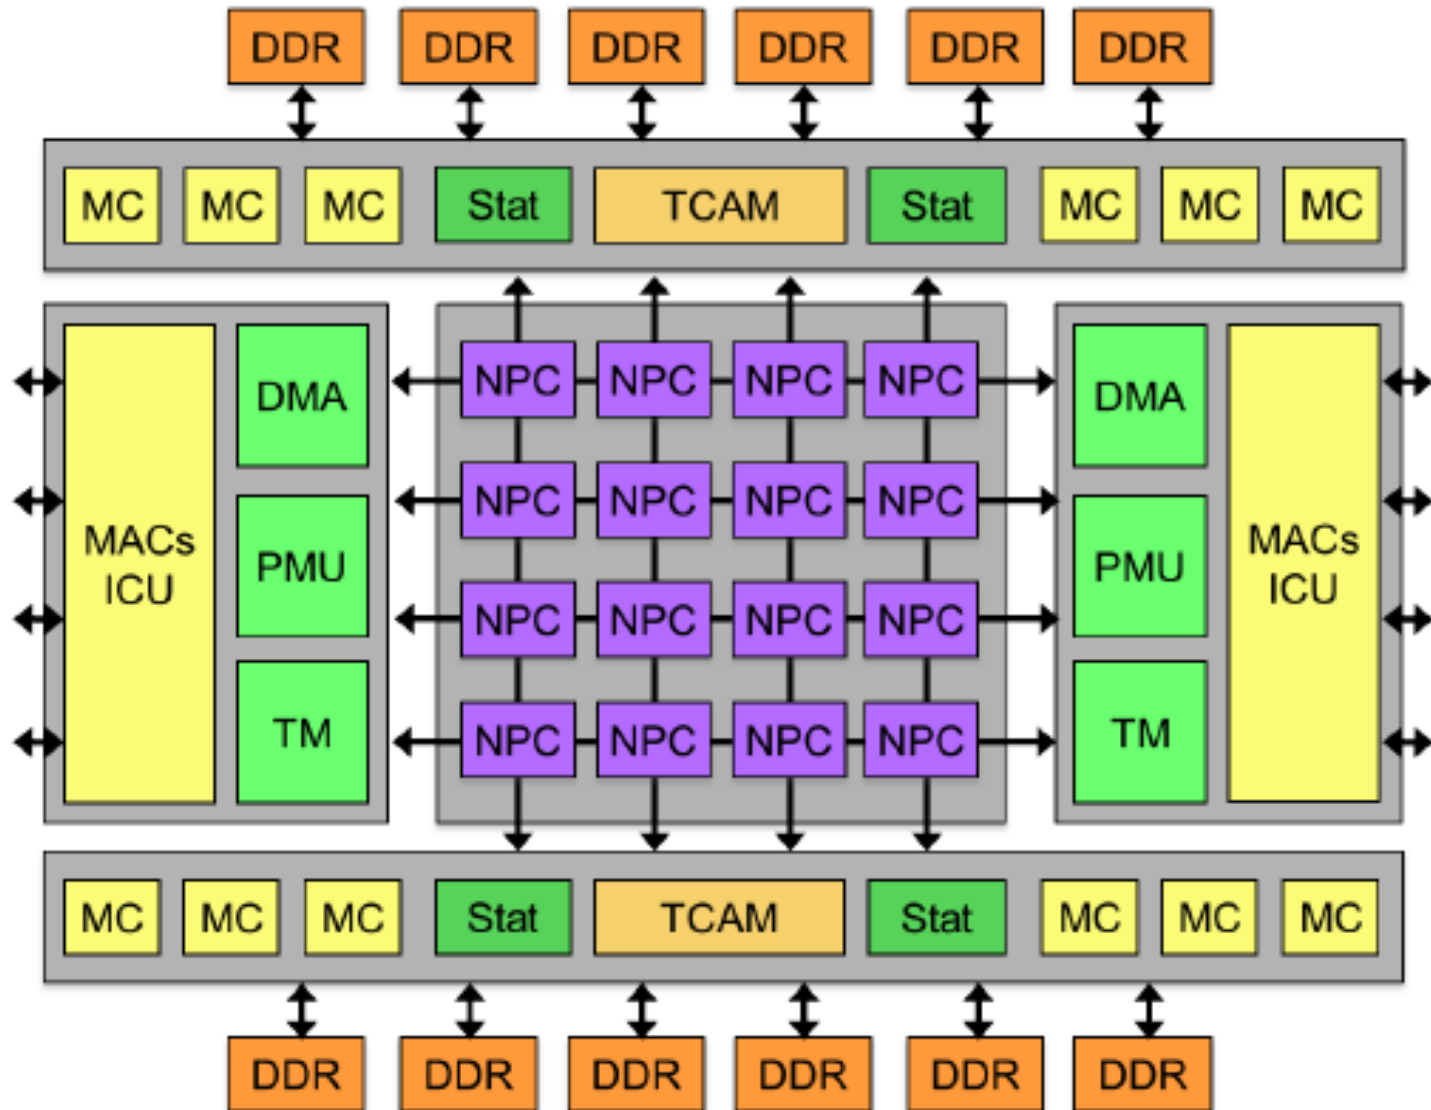 DDR DDR DDR DDR DDR DDR
MC MC MC Stat TCAM Stat MC MC MC
MACs
ICU
DMA
PMU
TM
NPC NPC NPC NPC
NPC NPC NPC NPC
NPC NPC NPC NPC
NPC NPC NPC NPC
DMA
PMU
TM
MACs
ICU
MC MC MC Stat TCAM Stat MC MC MC
DDR DDR DDR DDR DDR DDR